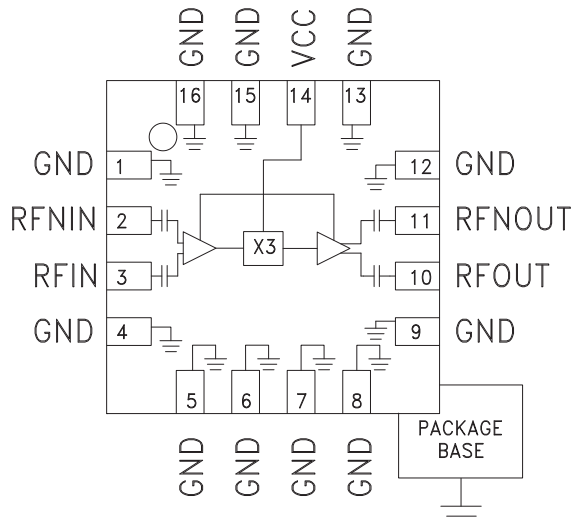 GND
GND
VCC
GND
16
15
14
13
GND 1
12 GND
RFNIN 2
11 RFNOUT
X3
RFIN 3
10 RFOUT
GND 4
9 GND
5
6
7
8
GND
GND
GND
GND
PACKAGE
BASE